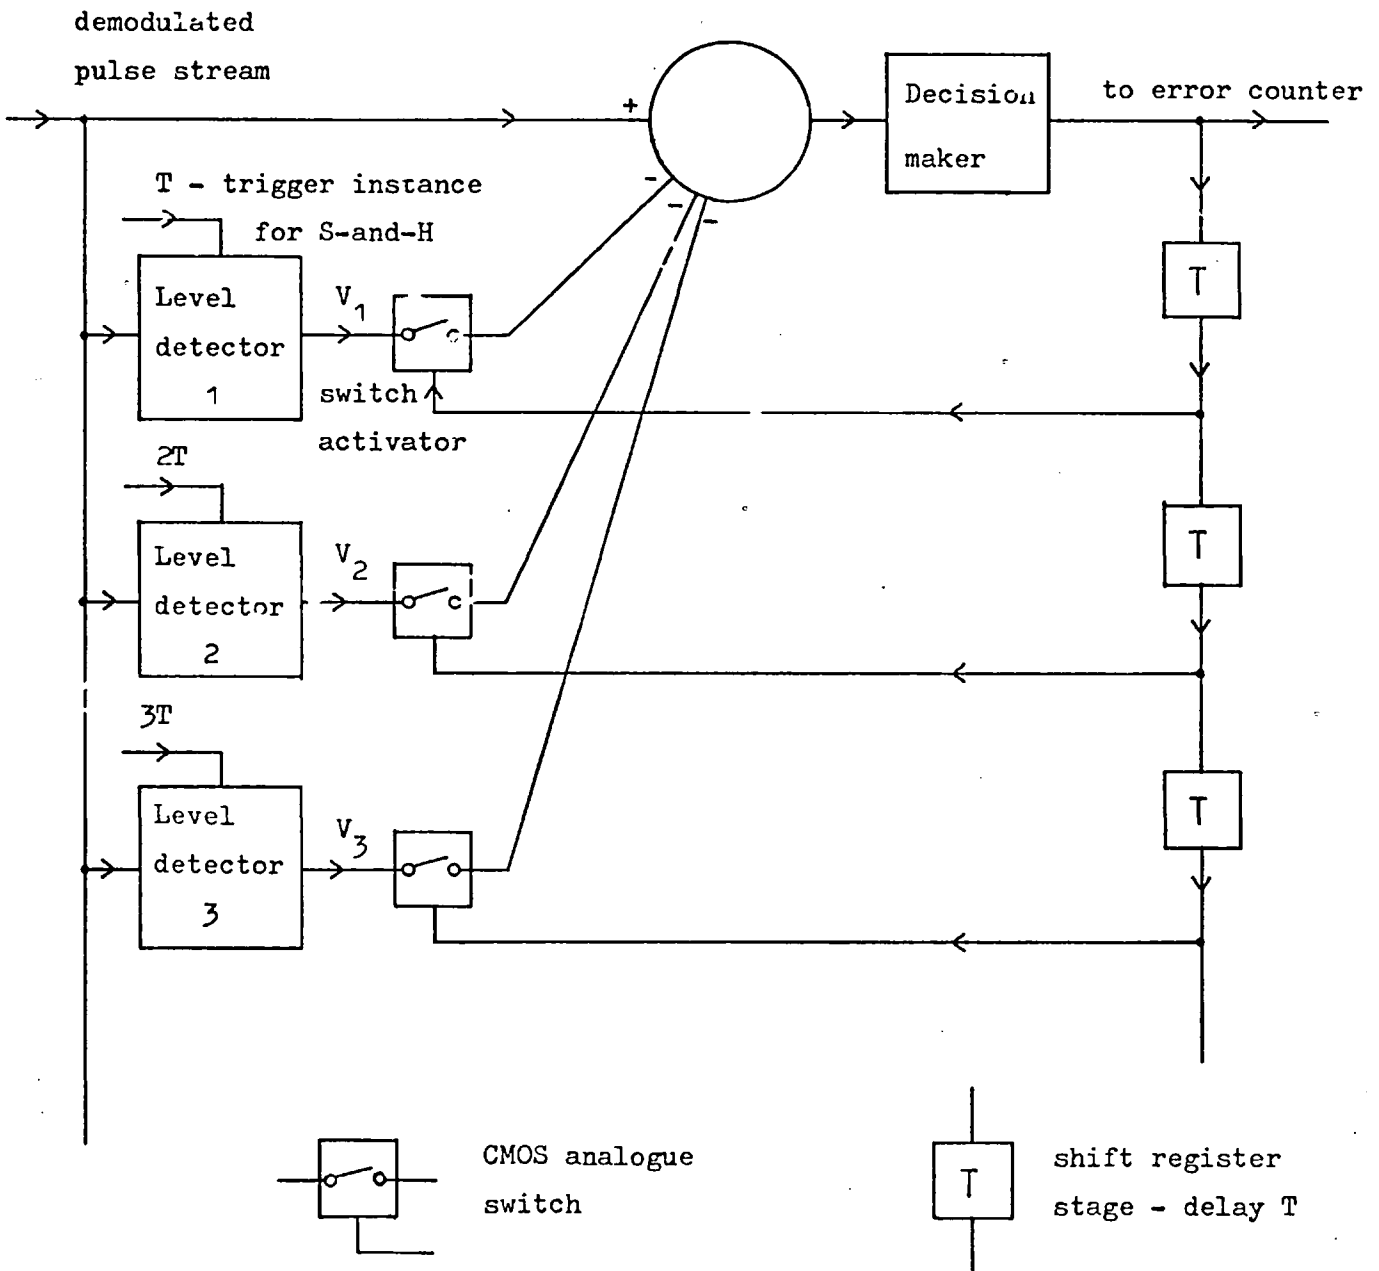 demodulated
pulse stream
+
Decision
maker
to error counter
T - trigger instance
for S-and-H
-
-
-
Level
detector
1
V1
switch
activator
T
2T
Level
detector
2
V2
T
3T
Level
detector
3
V3
T
CMOS analogue
switch
T
shift register
stage - delay T